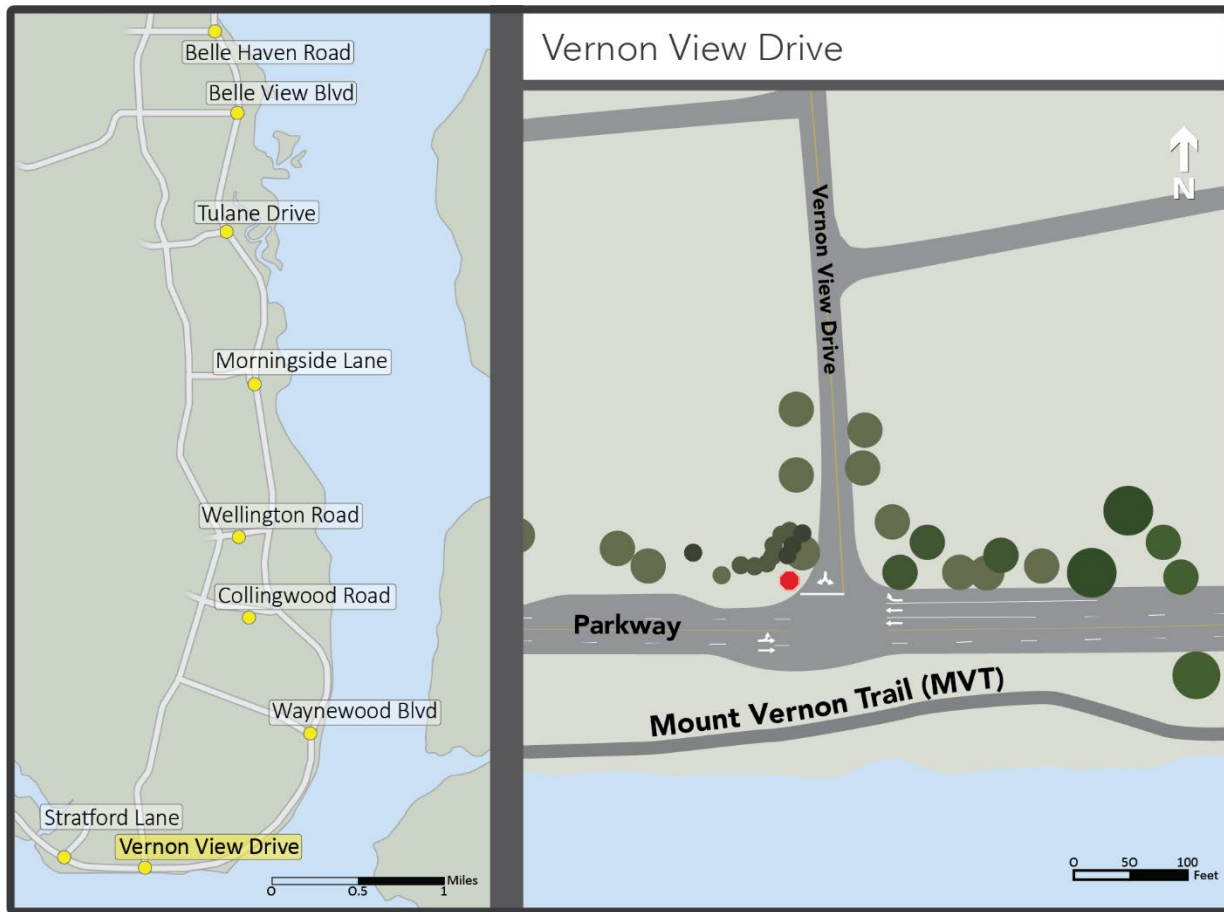 Belle Haven Road
Belle View Blvd
Tulane Drive
Morningside Lane
Wellington Road
Collingwood Road
Waynewood Blvd
Stratford Lane
Vernon View Drive
0 0.5 1 Miles
Vernon View Drive
N
Vernon View Drive
Parkway
Mount Vernon Trail (MVT)
0 50 100
Feet